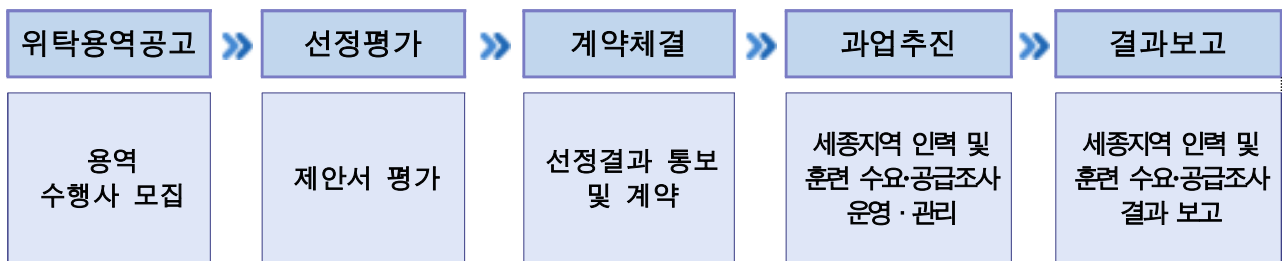 위탁용역공고
선정평가
계약체결
과업추진
결과보고
용역
수행사 모집
제안서 평가
선정결과 통보
및 계약
세종지역 인력 및
훈련 수요·공급조사
운영 · 관리
세종지역 인력 및
훈련 수요·공급조사
결과 보고